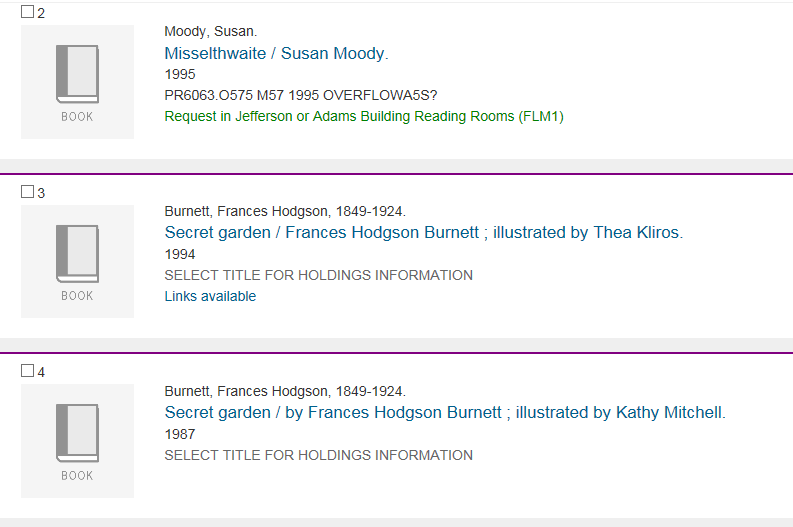 2
BOOK
Moody, Susan.
Misselthwaite / Susan Moody.
1995
PR6063.O575 M57 1995 OVERFLOWA5S?
Request in Jefferson or Adams Building Reading Rooms (FLM1)
3
BOOK
Burnett, Frances Hodgson, 1849-1924.
Secret garden / Frances Hodgson Burnett ; illustrated by Thea Kliros.
1994
SELECT TITLE FOR HOLDINGS INFORMATION
Links available
4
BOOK
Burnett, Frances Hodgson, 1849-1924.
Secret garden / by Frances Hodgson Burnett ; illustrated by Kathy Mitchell.
1987
SELECT TITLE FOR HOLDINGS INFORMATION